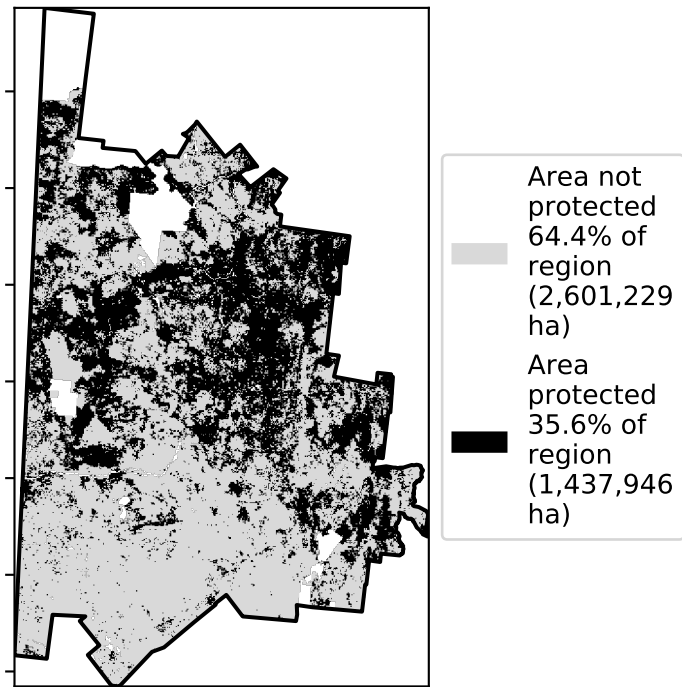 Area not
protected
64.4% of
region
(2,601,229
ha)
Area
protected
35.6% of
region
(1,437,946
ha)